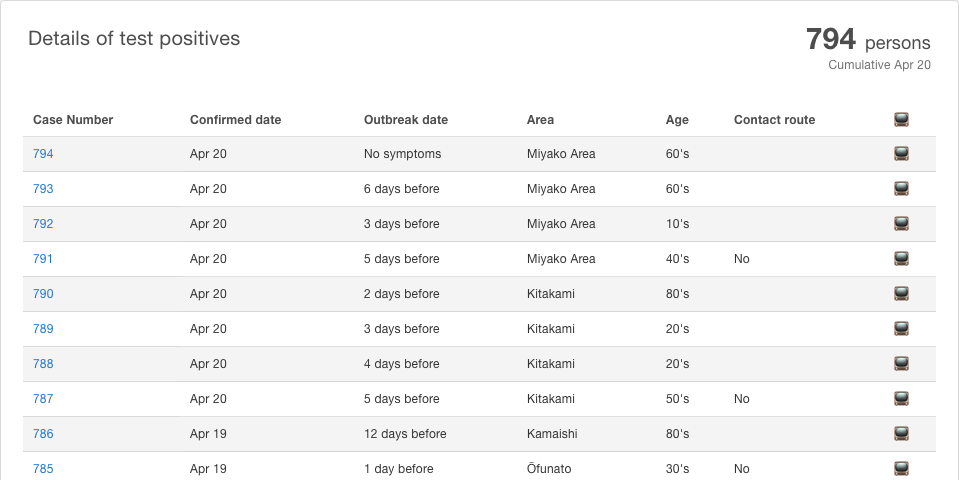 Details of test positives
794 persons
Cumulative Apr 20
Case Number Confirmed date Outbreak date Area Age Contact route
794 Apr 20 No symptoms Miyako Area 60's
793 Apr 20 6 days before Miyako Area 60's
792 Apr 20 3 days before Miyako Area 10's
791 Apr 20 5 days before Miyako Area 40's No
790 Apr 20 2 days before Kitakami 80's
789 Apr 20 3 days before Kitakami 20's
788 Apr 20 4 days before Kitakami 20's
787 Apr 20 5 days before Kitakami 50's No
786 Apr 19 12 days before Kamaishi 80's
785 Apr 19 1 day before Ōfunato 30's No